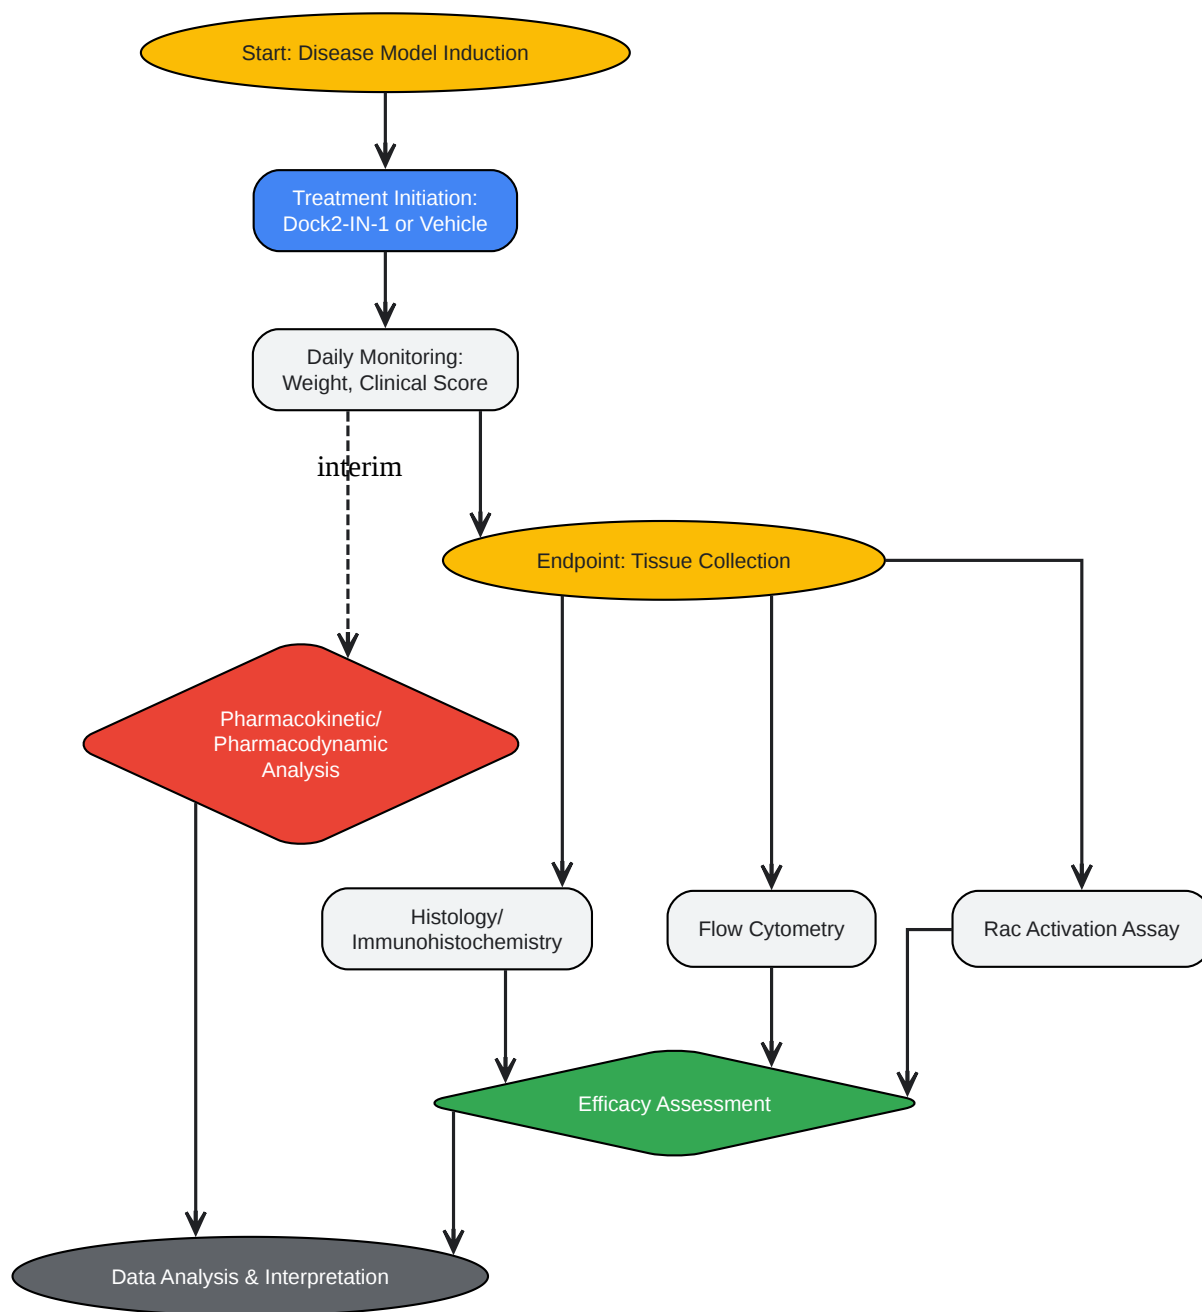 Start: Disease Model Induction
Treatment Initiation:
Dock2-IN-1 or Vehicle
Daily Monitoring:
Weight, Clinical Score
interim
Endpoint: Tissue Collection
Pharmacokinetic/
Pharmacodynamic
Analysis
Histology/
Immunohistochemistry
Flow Cytometry
Rac Activation Assay
Efficacy Assessment
Data Analysis & Interpretation